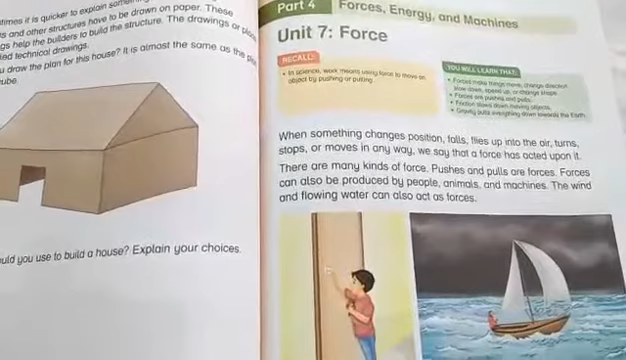 times it is quicker to explain something
s and other structures have to be drawn on paper. These
gs help the builders to build the structure. The drawings or
ed technical drawings.
u draw the plan for this house? It is almost the same as the
ube.
uld you use to build a house? Explain your choices.
Part 4 Forces, Energy, and Machines
Unit 7: Force
RECALL:
• In science, work means using force to move an
object by pushing or pulling.
YOU WILL LEARN THAT:
• Forces make things move, change direction,
slow down, speed up, or change shape.
• Forces are pushes and pulls.
• Friction slows down moving objects.
• Gravity pulls everything down towards the Earth.
When something changes position, falls, flies up into the air, turns,
stops, or moves in any way, we say that a force has acted upon it.
There are many kinds of force. Pushes and pulls are forces. Forces
can also be produced by people, animals, and machines. The wind
and flowing water can also act as forces.